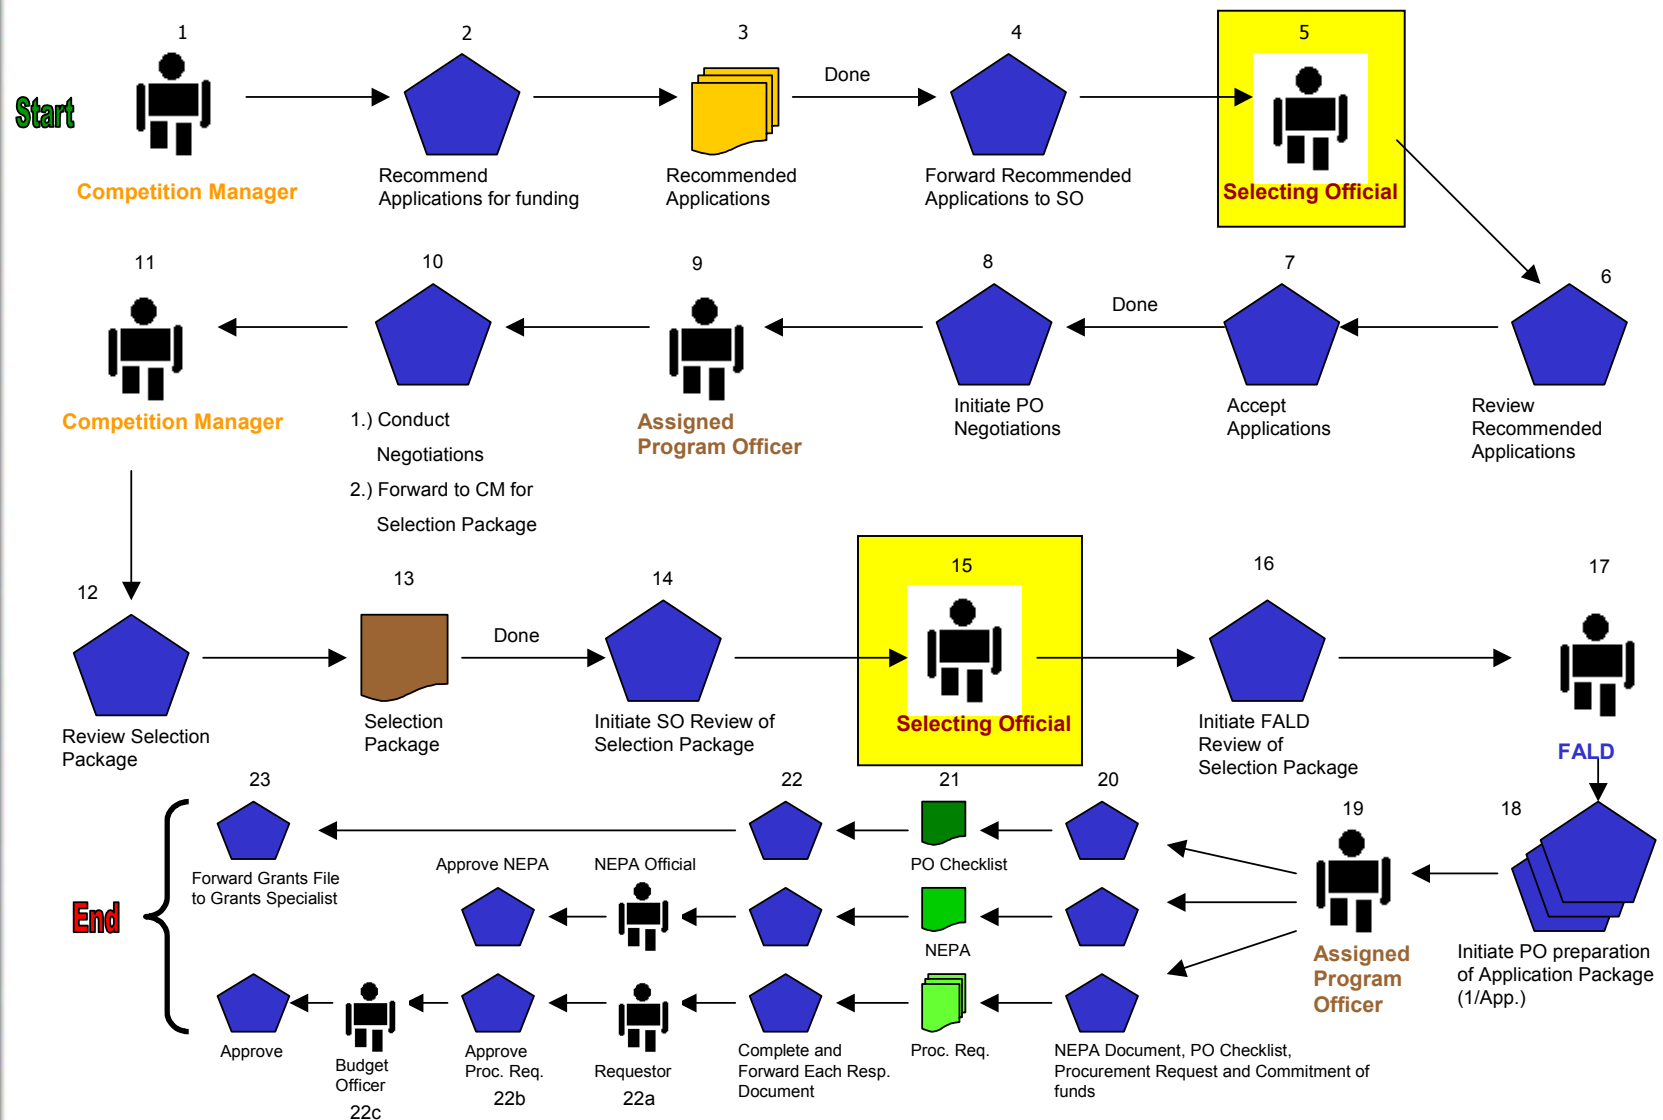 1
2
3
4
5
Start
Done
Competition Manager
Recommend
Applications for funding
Recommended
Applications
Forward Recommended
Applications to SO
Selecting Official
11
10
9
8
7
6
Done
Competition Manager
1.) Conduct
Negotiations
2.) Forward to CM for
Selection Package
Assigned
Program Officer
Initiate PO
Negotiations
Accept
Applications
Review
Recommended
Applications
12
13
14
15
16
17
Done
Review Selection
Package
Selection
Package
Initiate SO Review of
Selection Package
Selecting Official
Initiate FALD
Review of
Selection Package
FALD
23
22
21
20
19
18
Forward Grants File
to Grants Specialist
PO Checklist
Approve NEPA
NEPA Official
NEPA
End
Assigned
Program
Officer
Initiate PO preparation
of Application Package
(1/App.)
Approve
Budget
Officer
22c
Approve
Proc. Req.
22b
Requestor
22a
Complete and
Forward Each Resp.
Document
Proc. Req.
NEPA Document, PO Checklist,
Procurement Request and Commitment of
funds